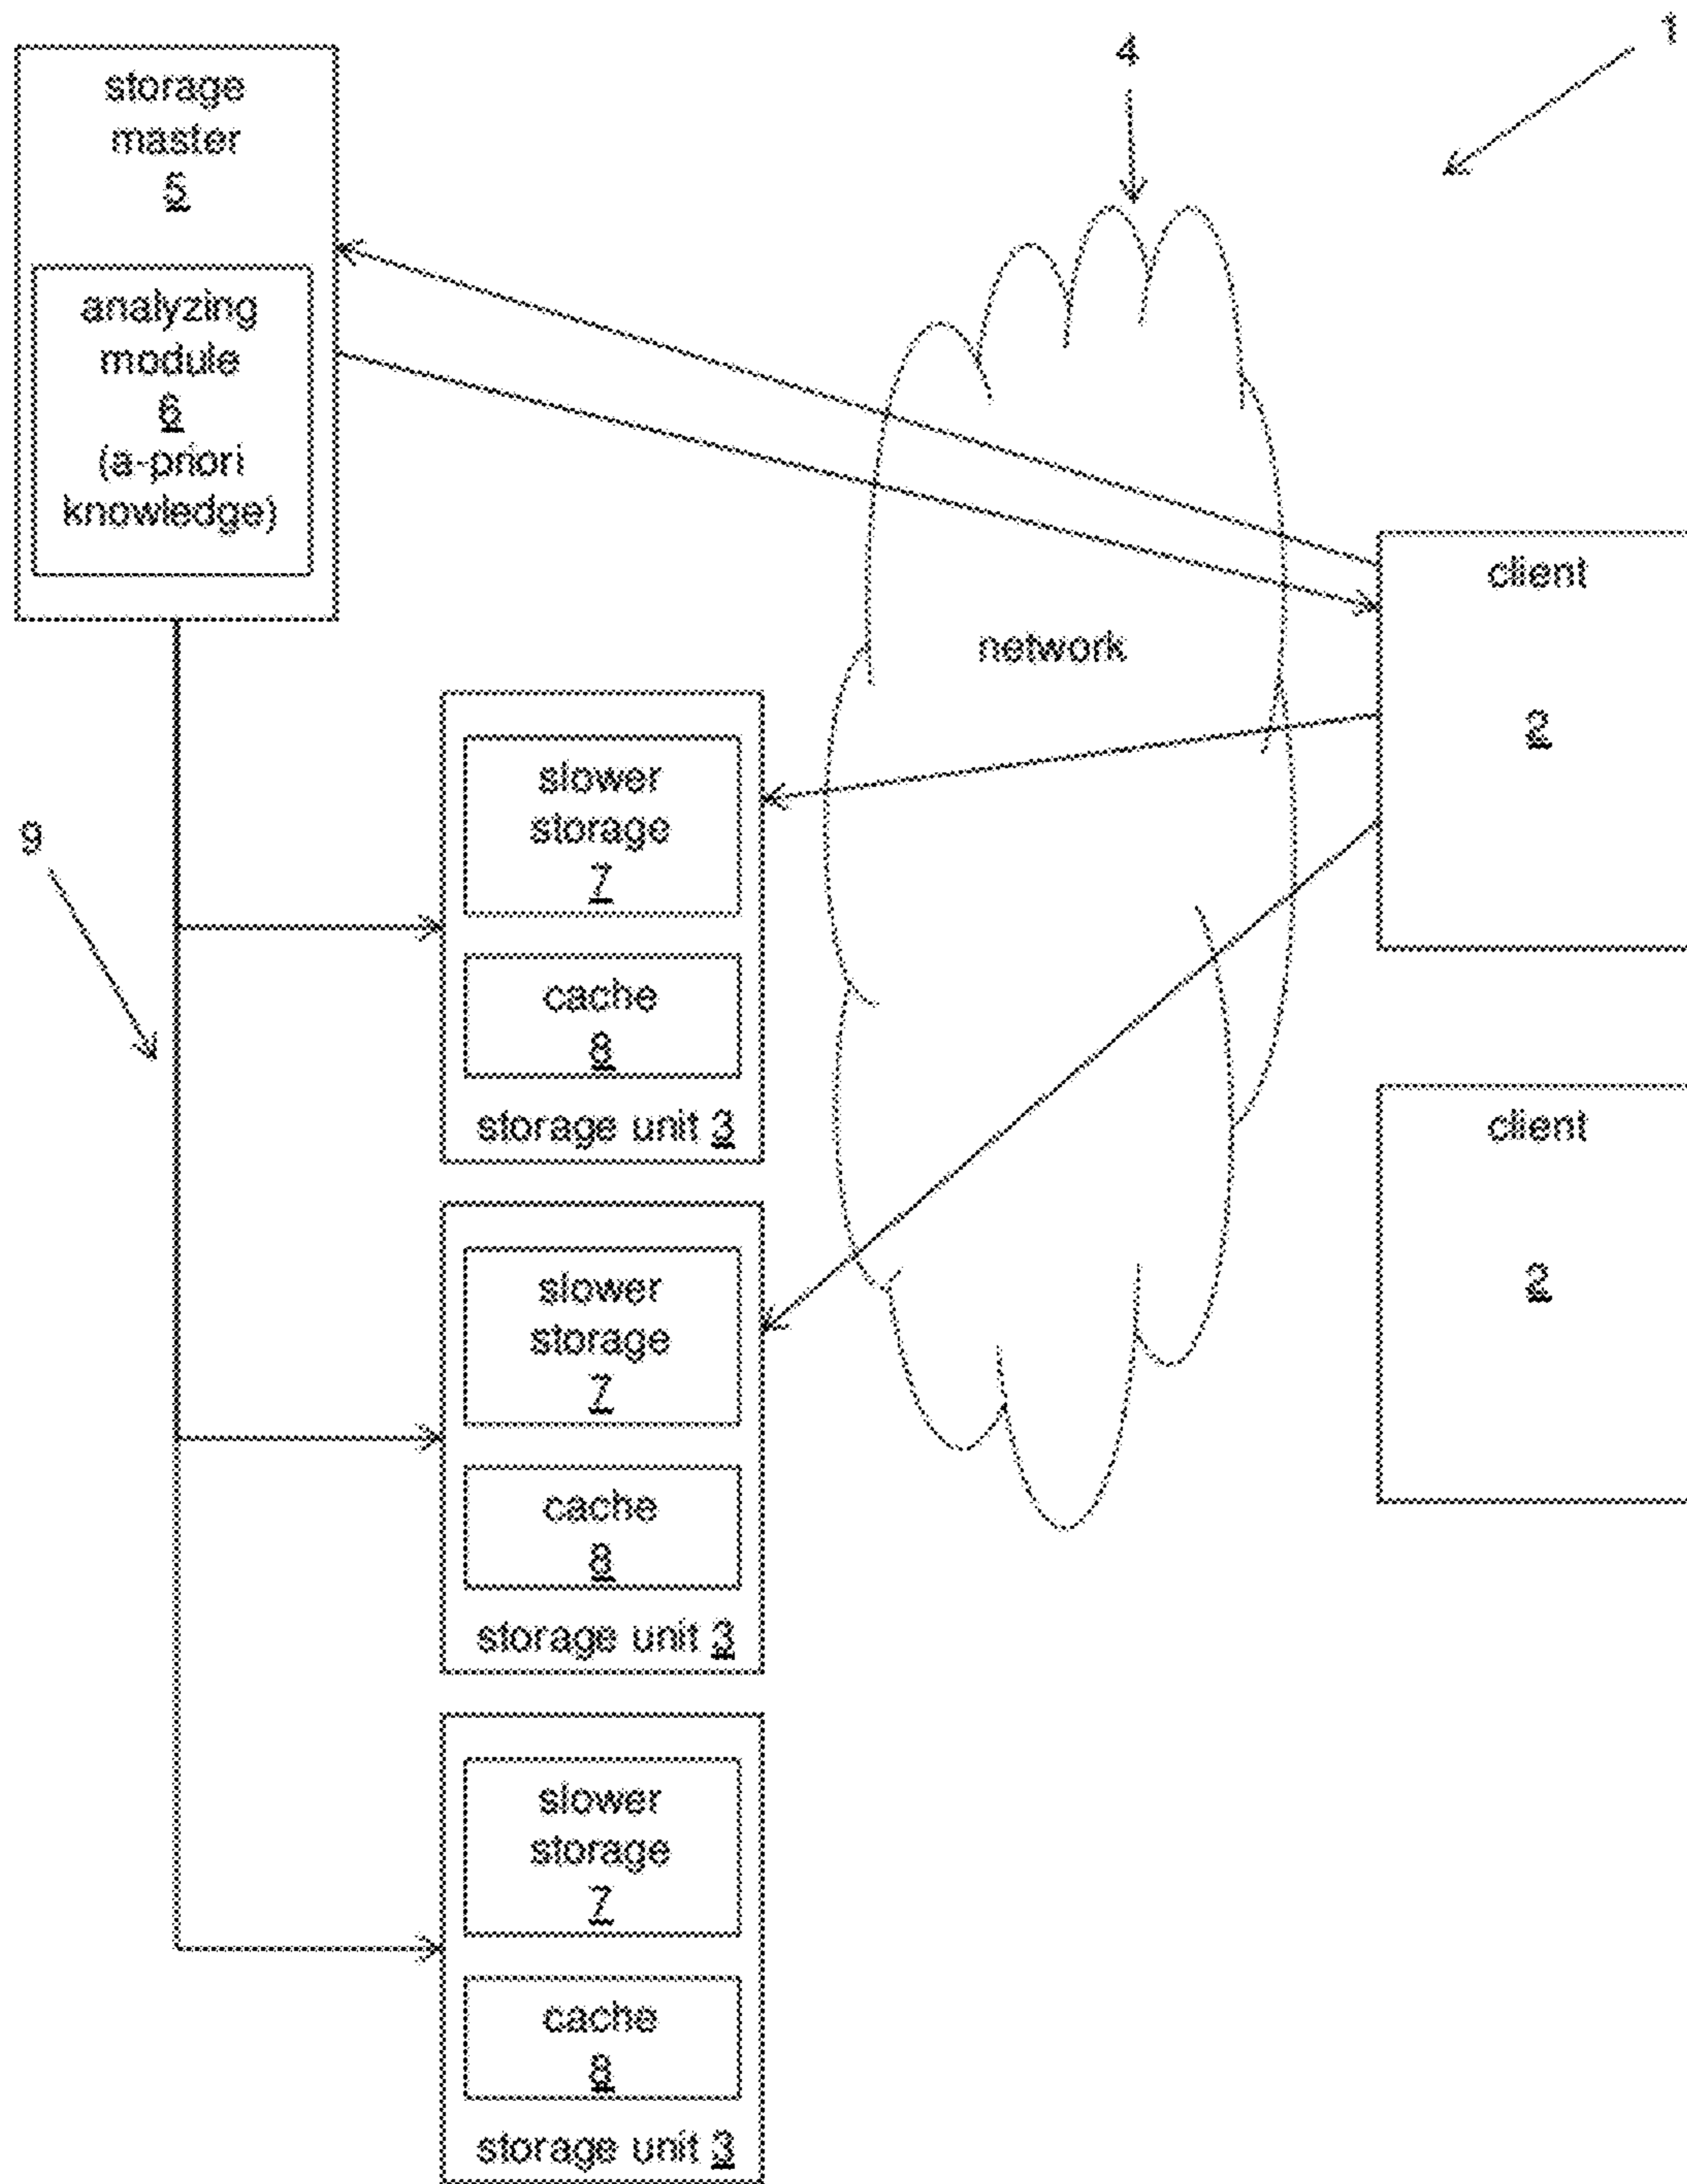 1
4
storage
master
5
analyzing
module
6
(a-priori
knowledge)
client
2
network
slower
storage
7
9
cache
8
storage unit 3
client
2
slower
storage
7
cache
8
storage unit 3
slower
storage
7
cache
8
storage unit 3